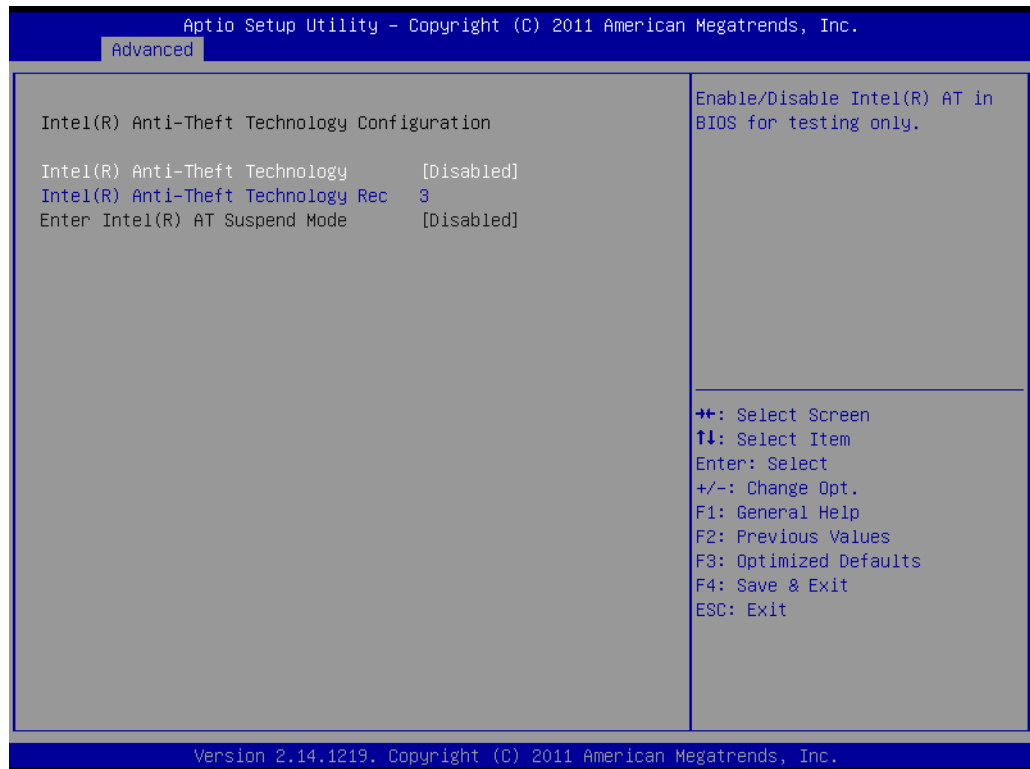 Aptio Setup Utility – Copyright (C) 2011 American Megatrends, Inc.
Advanced
Intel(R) Anti-Theft Technology Configuration
Intel(R) Anti-Theft Technology [Disabled]
Intel(R) Anti-Theft Technology Rec 3
Enter Intel(R) AT Suspend Mode [Disabled]
Enable/Disable Intel(R) AT in
BIOS for testing only.
→←: Select Screen
↑↓: Select Item
Enter: Select
+/-: Change Opt.
F1: General Help
F2: Previous Values
F3: Optimized Defaults
F4: Save & Exit
ESC: Exit
Version 2.14.1219. Copyright (C) 2011 American Megatrends, Inc.